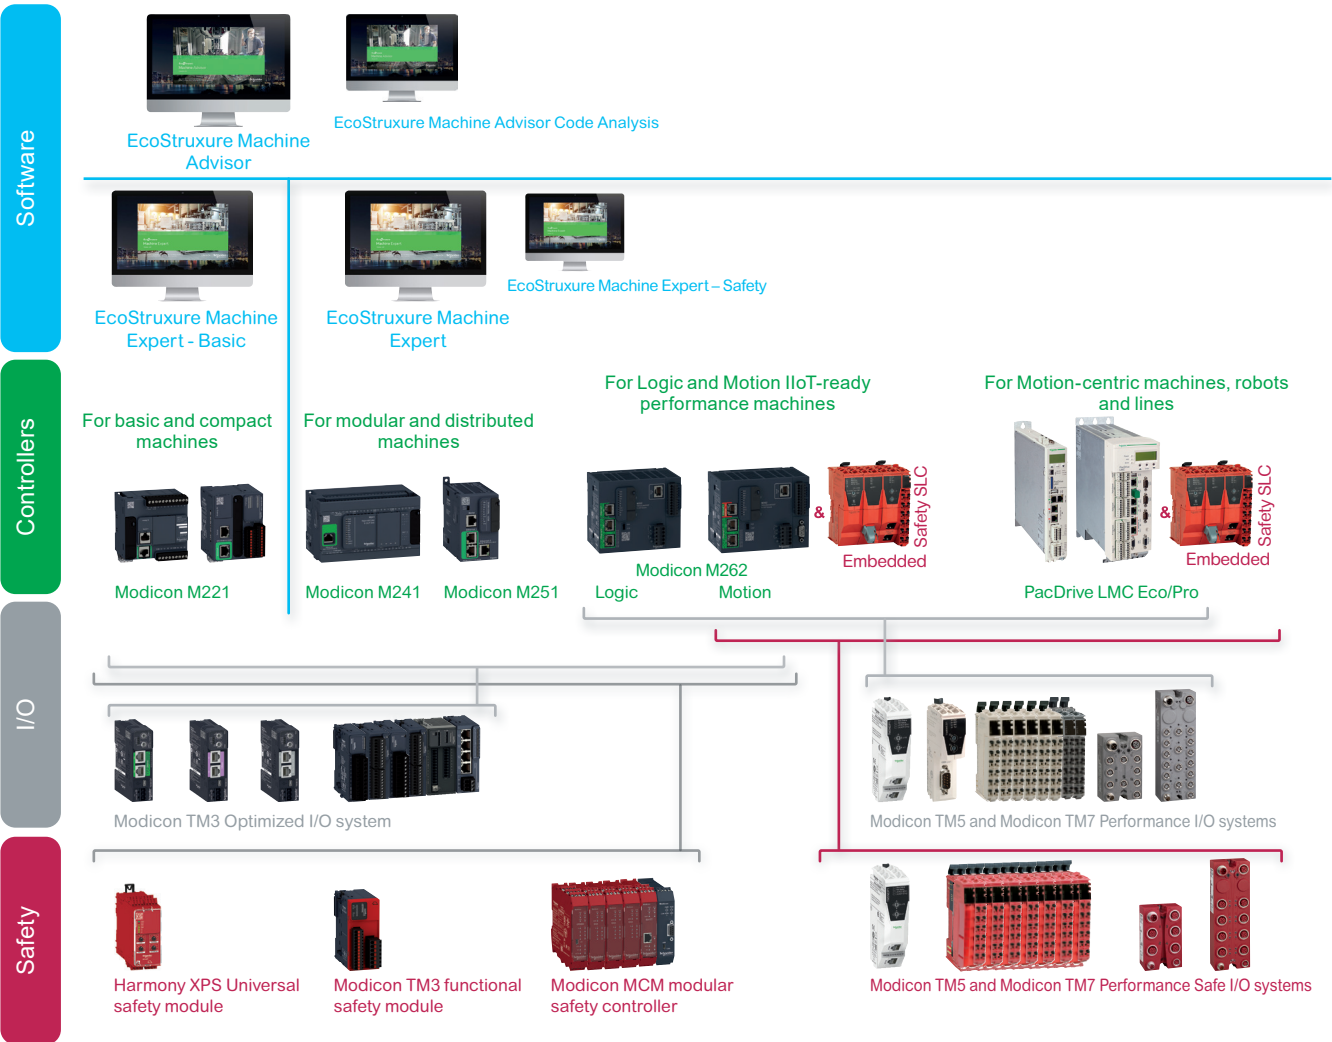 Software
EcoStruxure Machine
Advisor
EcoStruxure Machine Advisor Code Analysis
EcoStruxure Machine
Expert - Basic
EcoStruxure Machine
Expert
EcoStruxure Machine Expert – Safety
Controllers
For basic and compact
machines
For modular and distributed
machines
For Logic and Motion IIoT-ready
performance machines
For Motion-centric machines, robots
and lines
Modicon M221
Modicon M241
Modicon M251
Modicon M262
Logic
Motion
&
Safety SLC
Embedded
PacDrive LMC Eco/Pro
&
Safety SLC
Embedded
I/O
Modicon TM3 Optimized I/O system
Modicon TM5 and Modicon TM7 Performance I/O systems
Safety
Harmony XPS Universal
safety module
Modicon TM3 functional
safety module
Modicon MCM modular
safety controller
Modicon TM5 and Modicon TM7 Performance Safe I/O systems